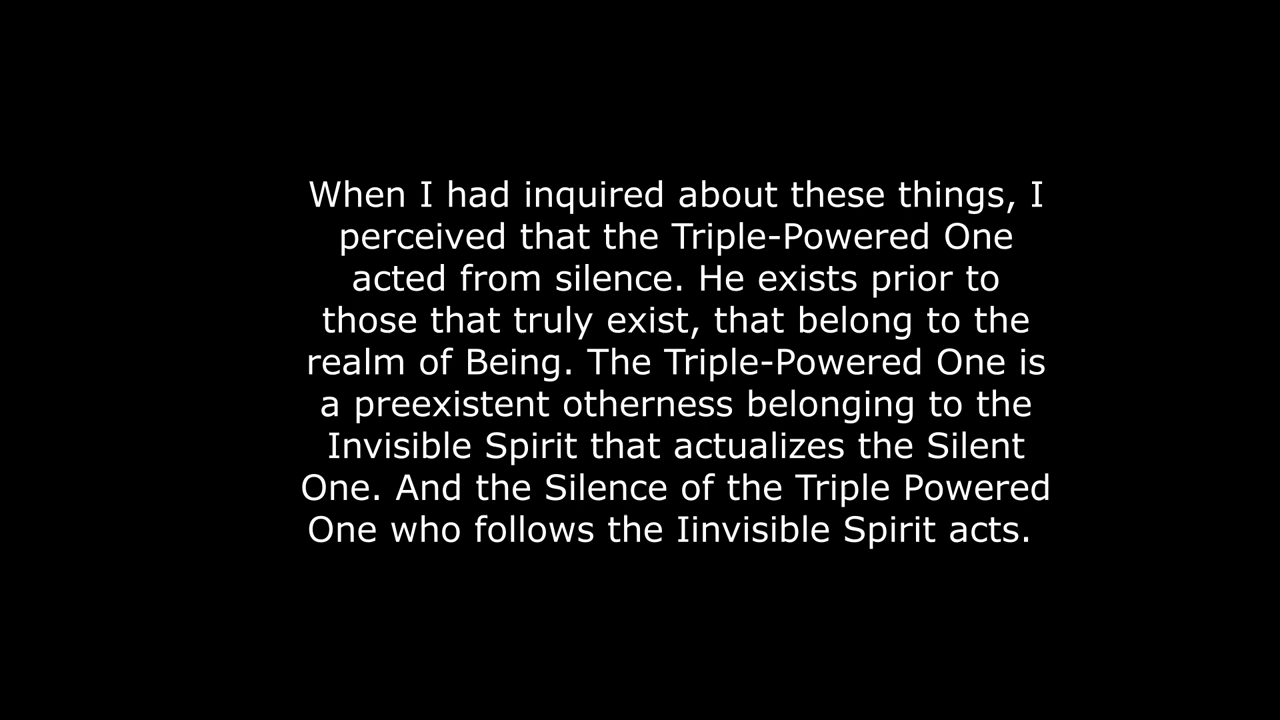 When I had inquired about these things, I
perceived that the Triple-Powered One
acted from silence. He exists prior to
those that truly exist, that belong to the
realm of Being. The Triple-Powered One is
a preexistent otherness belonging to the
Invisible Spirit that actualizes the Silent
One. And the Silence of the Triple Powered
One who follows the Iinvisible Spirit acts.